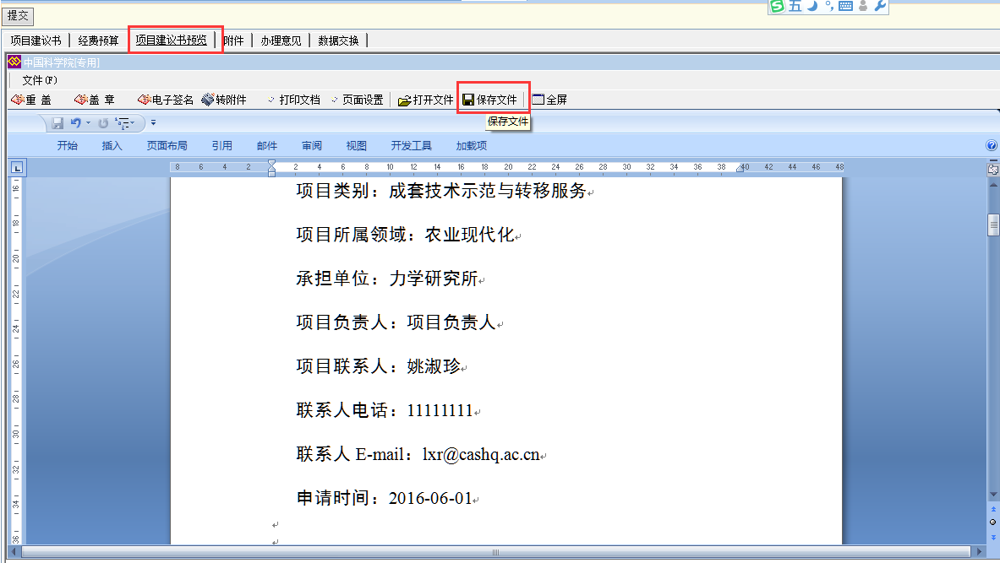 五
提交
项目建议书 经费预算 项目建议书预览 附件 办理意见 数据交换
中国科学院[专用]
文件(F)
重 盖 盖 章 电子签名 转附件 打印文档 页面设置 打开文件 保存文件 全屏
保存文件
开始 插入 页面布局 引用 邮件 审阅 视图 开发工具 加载项
8 6 4 2 2 4 6 8 10 12 14 16 18 20 22 24 26 28 30 32 34 36 38 40 42 44 46 48
16
18
20
22
24
26
28
30
32
34
36
项目类别：成套技术示范与转移服务
项目所属领域：农业现代化
承担单位：力学研究所
项目负责人：项目负责人
项目联系人：姚淑珍
联系人电话：11111111
联系人 E-mail：lxr@cashq.ac.cn
申请时间：2016-06-01